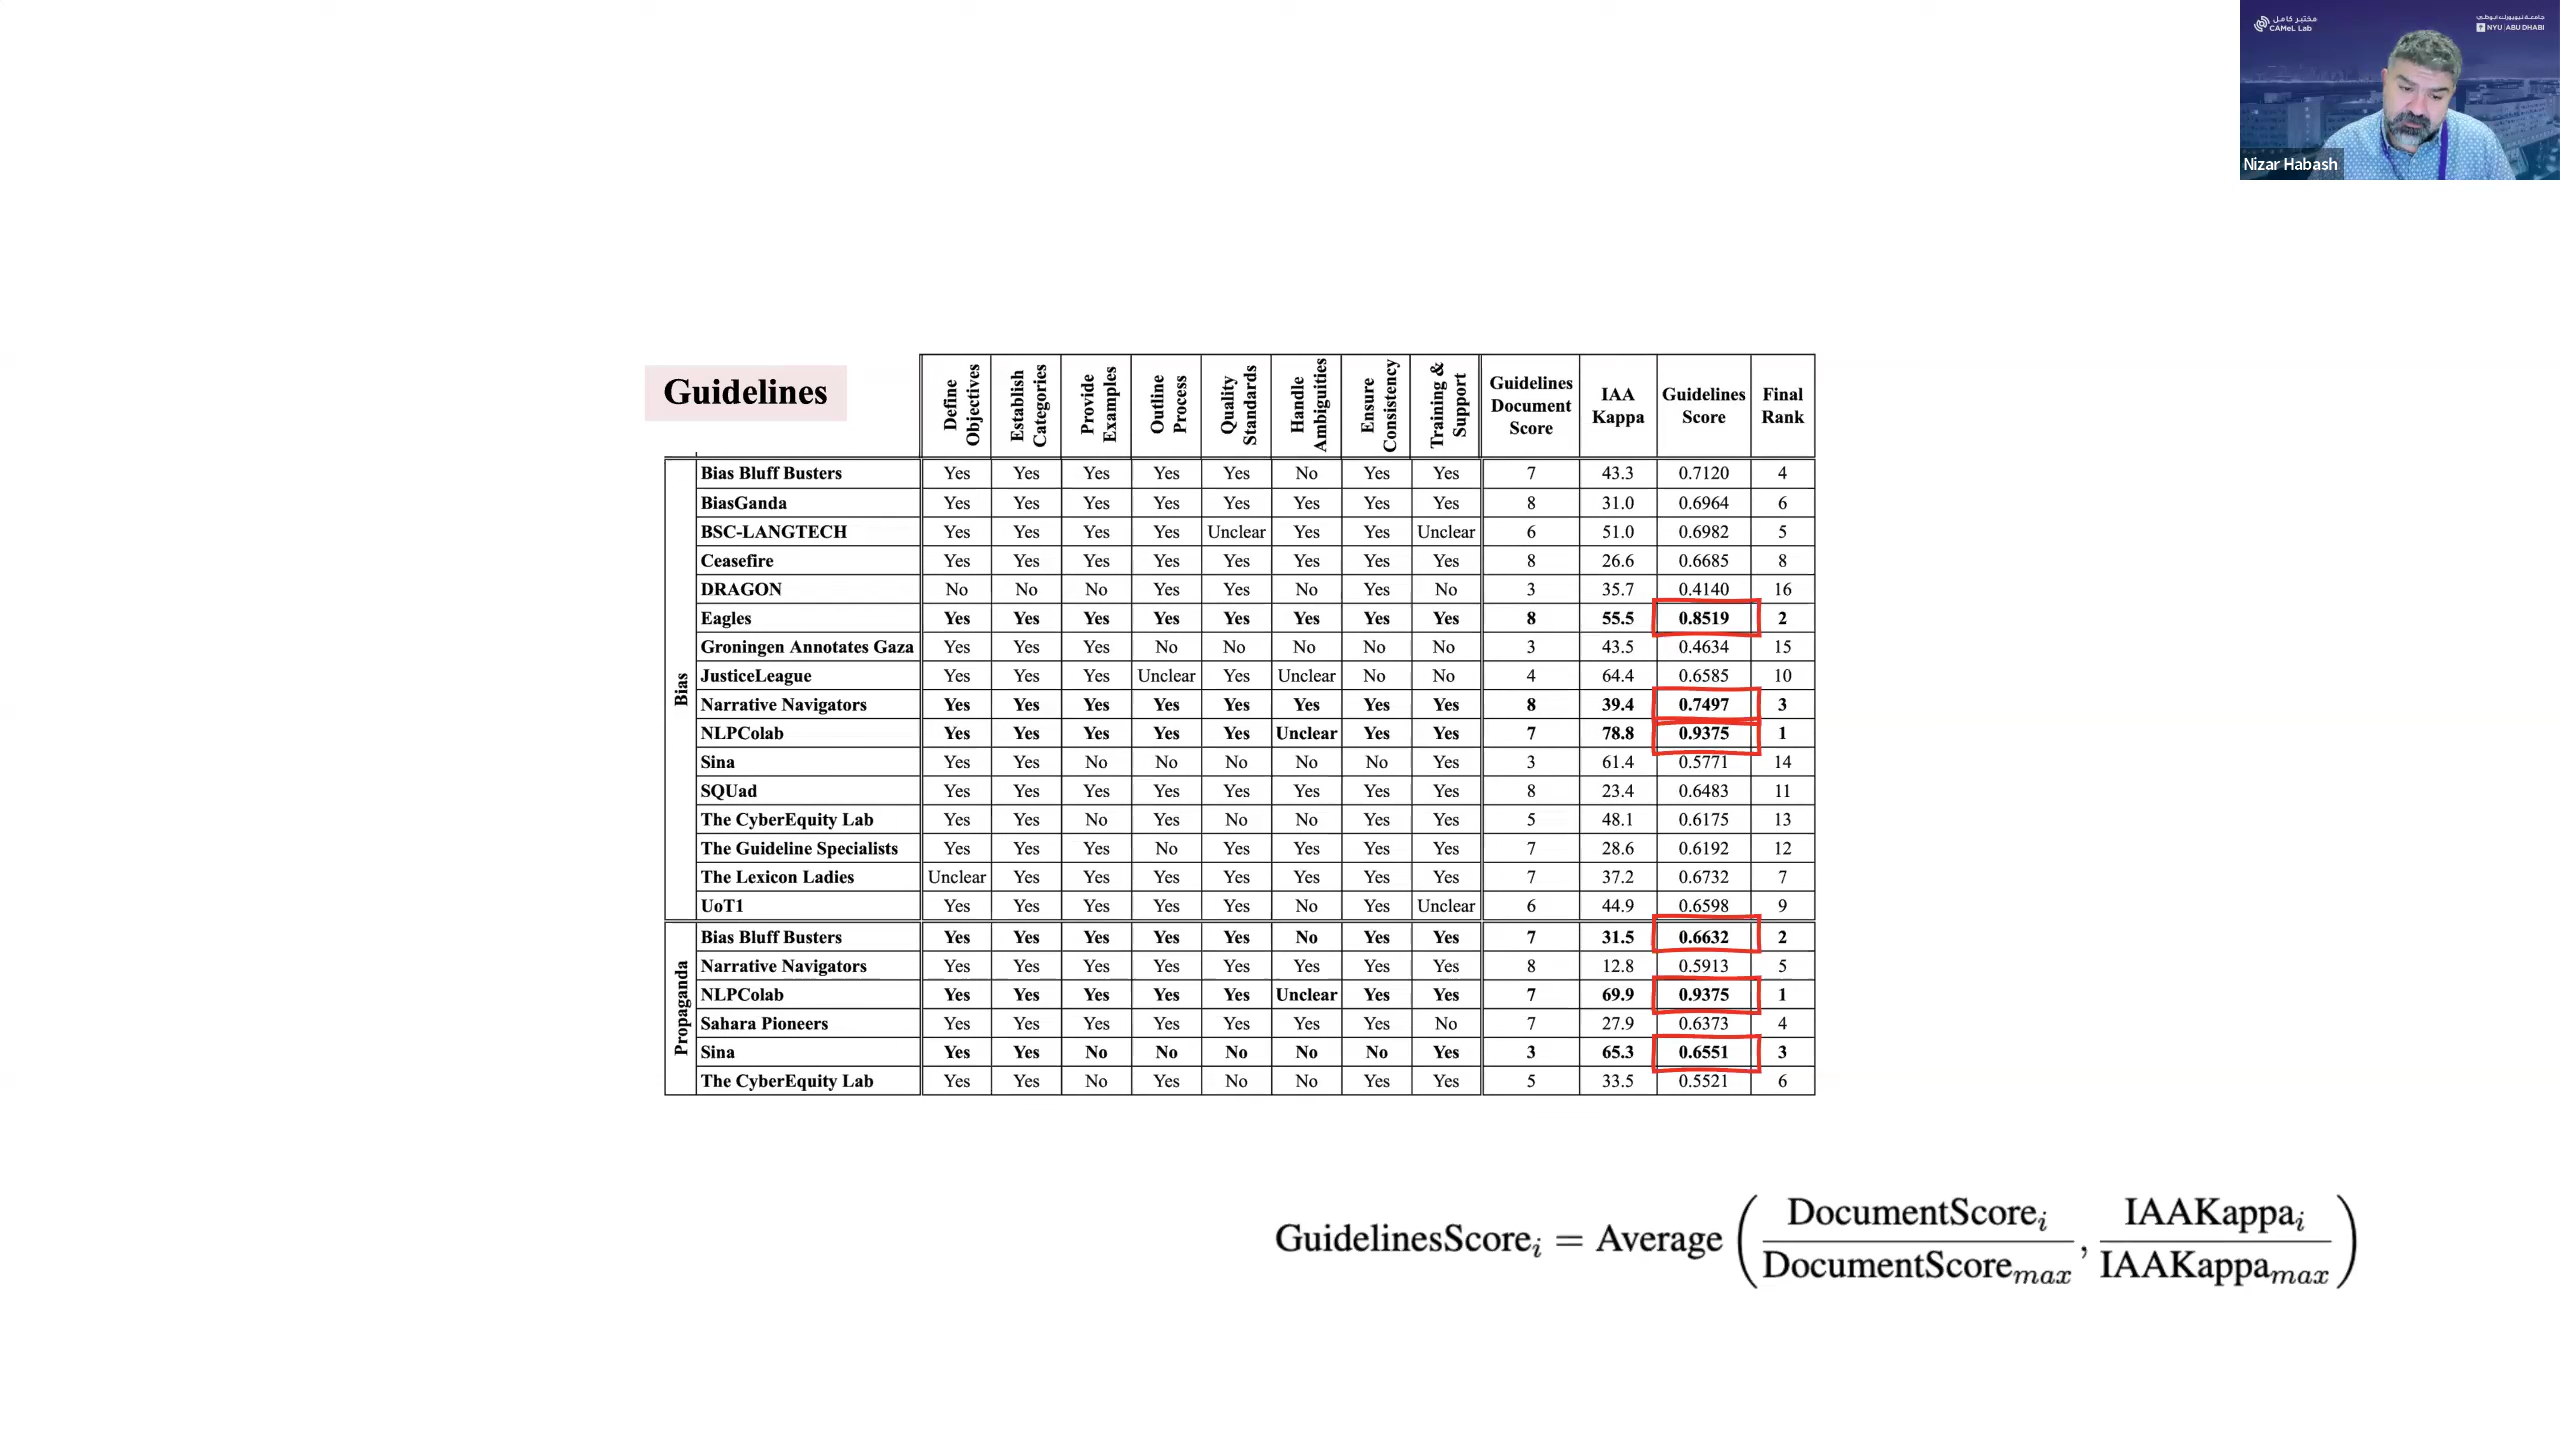 مختبر كامل
CAMeL Lab
جامعة نيويورك أبوظبي
NYU ABU DHABI
Nizar Habash
Guidelines
Define Objectives
Establish Categories
Provide Examples
Outline Process
Quality Standards
Handle Ambiguities
Ensure Consistency
Training & Support
Guidelines Document Score
IAA Kappa
Guidelines Score
Final Rank
Bias
Bias Bluff Busters Yes Yes Yes Yes Yes No Yes Yes 7 43.3 0.7120 4
BiasGanda Yes Yes Yes Yes Yes Yes Yes Yes 8 31.0 0.6964 6
BSC-LANGTECH Yes Yes Yes Yes Unclear Yes Yes Unclear 6 51.0 0.6982 5
Ceasefire Yes Yes Yes Yes Yes Yes Yes Yes 8 26.6 0.6685 8
DRAGON No No No Yes Yes No Yes No 3 35.7 0.4140 16
Eagles Yes Yes Yes Yes Yes Yes Yes Yes 8 55.5 0.8519 2
Groningen Annotates Gaza Yes Yes Yes No No No No No 3 43.5 0.4634 15
JusticeLeague Yes Yes Yes Unclear Yes Unclear No No 4 64.4 0.6585 10
Narrative Navigators Yes Yes Yes Yes Yes Yes Yes Yes 8 39.4 0.7497 3
NLPColab Yes Yes Yes Yes Yes Unclear Yes Yes 7 78.8 0.9375 1
Sina Yes Yes No No No No No Yes 3 61.4 0.5771 14
SQUad Yes Yes Yes Yes Yes Yes Yes Yes 8 23.4 0.6483 11
The CyberEquity Lab Yes Yes No Yes No No Yes Yes 5 48.1 0.6175 13
The Guideline Specialists Yes Yes Yes No Yes Yes Yes Yes 7 28.6 0.6192 12
The Lexicon Ladies Unclear Yes Yes Yes Yes Yes Yes Yes 7 37.2 0.6732 7
UoT1 Yes Yes Yes Yes Yes No Yes Unclear 6 44.9 0.6598 9
Propaganda
Bias Bluff Busters Yes Yes Yes Yes Yes No Yes Yes 7 31.5 0.6632 2
Narrative Navigators Yes Yes Yes Yes Yes Yes Yes Yes 8 12.8 0.5913 5
NLPColab Yes Yes Yes Yes Yes Unclear Yes Yes 7 69.9 0.9375 1
Sahara Pioneers Yes Yes Yes Yes Yes Yes Yes No 7 27.9 0.6373 4
Sina Yes Yes No No No No No Yes 3 65.3 0.6551 3
The CyberEquity Lab Yes Yes No Yes No No Yes Yes 5 33.5 0.5521 6
GuidelinesScore_i = Average ( DocumentScore_i / DocumentScore_max , IAAKappa_i / IAAKappa_max )